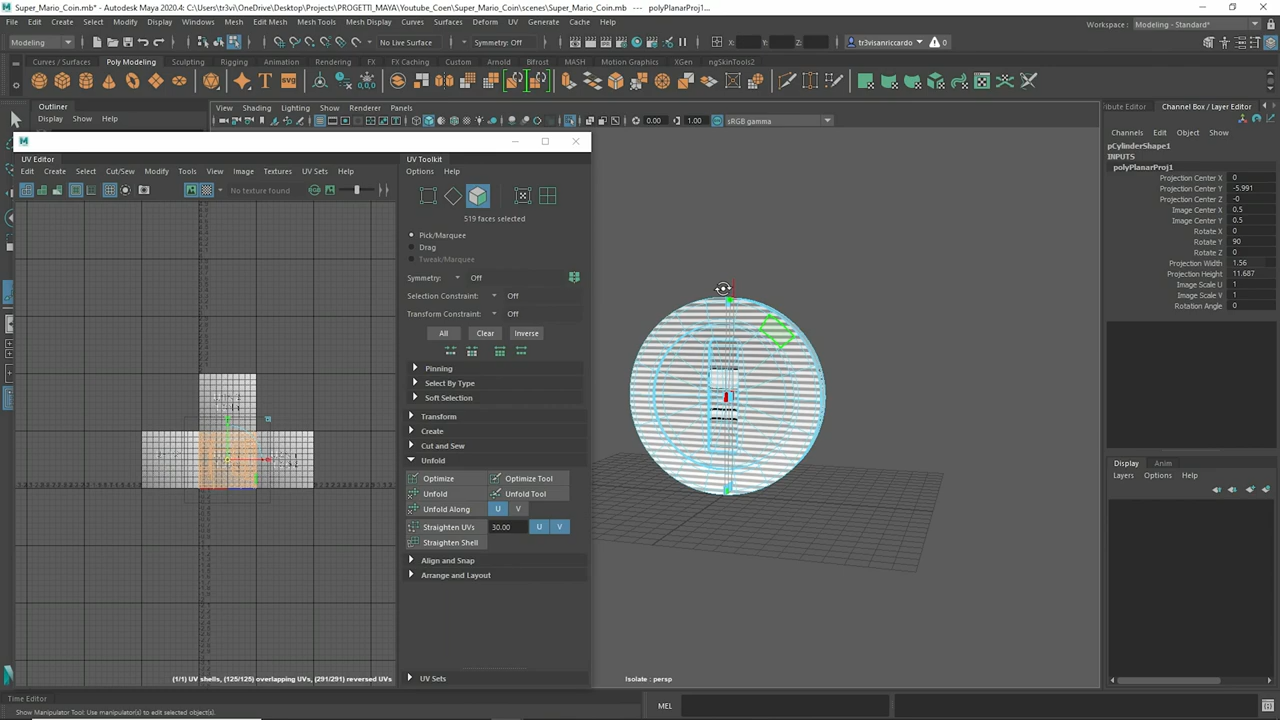 Super_Mario_Coin.mb* - Autodesk Maya 2020.4: C:\Users\tr3vi\OneDrive\Desktop\Projects\PROGETTI_MAYA\Youtube_Coen\Super_Mario_Coin\scenes\Super_Mario_Coin.mb --- polyPlanarProj1...
File Edit Create Select Modify Display Windows Mesh Edit Mesh Mesh Tools Mesh Display Curves Surfaces Deform UV Generate Cache Help
Workspace : Modeling - Standard*
Modeling No Live Surface Symmetry: Off X: Y: Z: tr3visanriccardo 0
Curves / Surfaces Poly Modeling Sculpting Rigging Animation Rendering FX FX Caching Custom Arnold Bifrost MASH Motion Graphics XGen ngSkinTools2
Outliner
Display Show Help
View Shading Lighting Show Renderer Panels
0.00 1.00 sRGB gamma
UV Editor
Edit Create Select Cut/Sew Modify Tools View Image Textures UV Sets Help
No texture found
UV Toolkit
Options Help
519 faces selected
Pick/Marquee
Drag
Tweak/Marquee
Symmetry: Off
Selection Constraint: Off
Transform Constraint: Off
All Clear Inverse
Pinning
Select By Type
Soft Selection
Transform
Create
Cut and Sew
Unfold
Optimize Optimize Tool
Unfold Unfold Tool
Unfold Along U V
Straighten UVs 30.00 U V
Straighten Shell
Align and Snap
Arrange and Layout
UV Sets
(1/1) UV shells, (125/125) overlapping UVs, (291/291) reversed UVs
Isolate : persp
ribute Editor Channel Box / Layer Editor
Channels Edit Object Show
pCylinderShape1
INPUTS
polyPlanarProj1
Projection Center X 0
Projection Center Y -5.991
Projection Center Z -0
Image Center X 0.5
Image Center Y 0.5
Rotate X 0
Rotate Y 90
Rotate Z 0
Projection Width 1.56
Projection Height 11.687
Image Scale U 1
Image Scale V 1
Rotation Angle 0
Display Anim
Layers Options Help
Time Editor
Show Manipulator Tool: Use manipulator(s) to edit selected object(s).
MEL